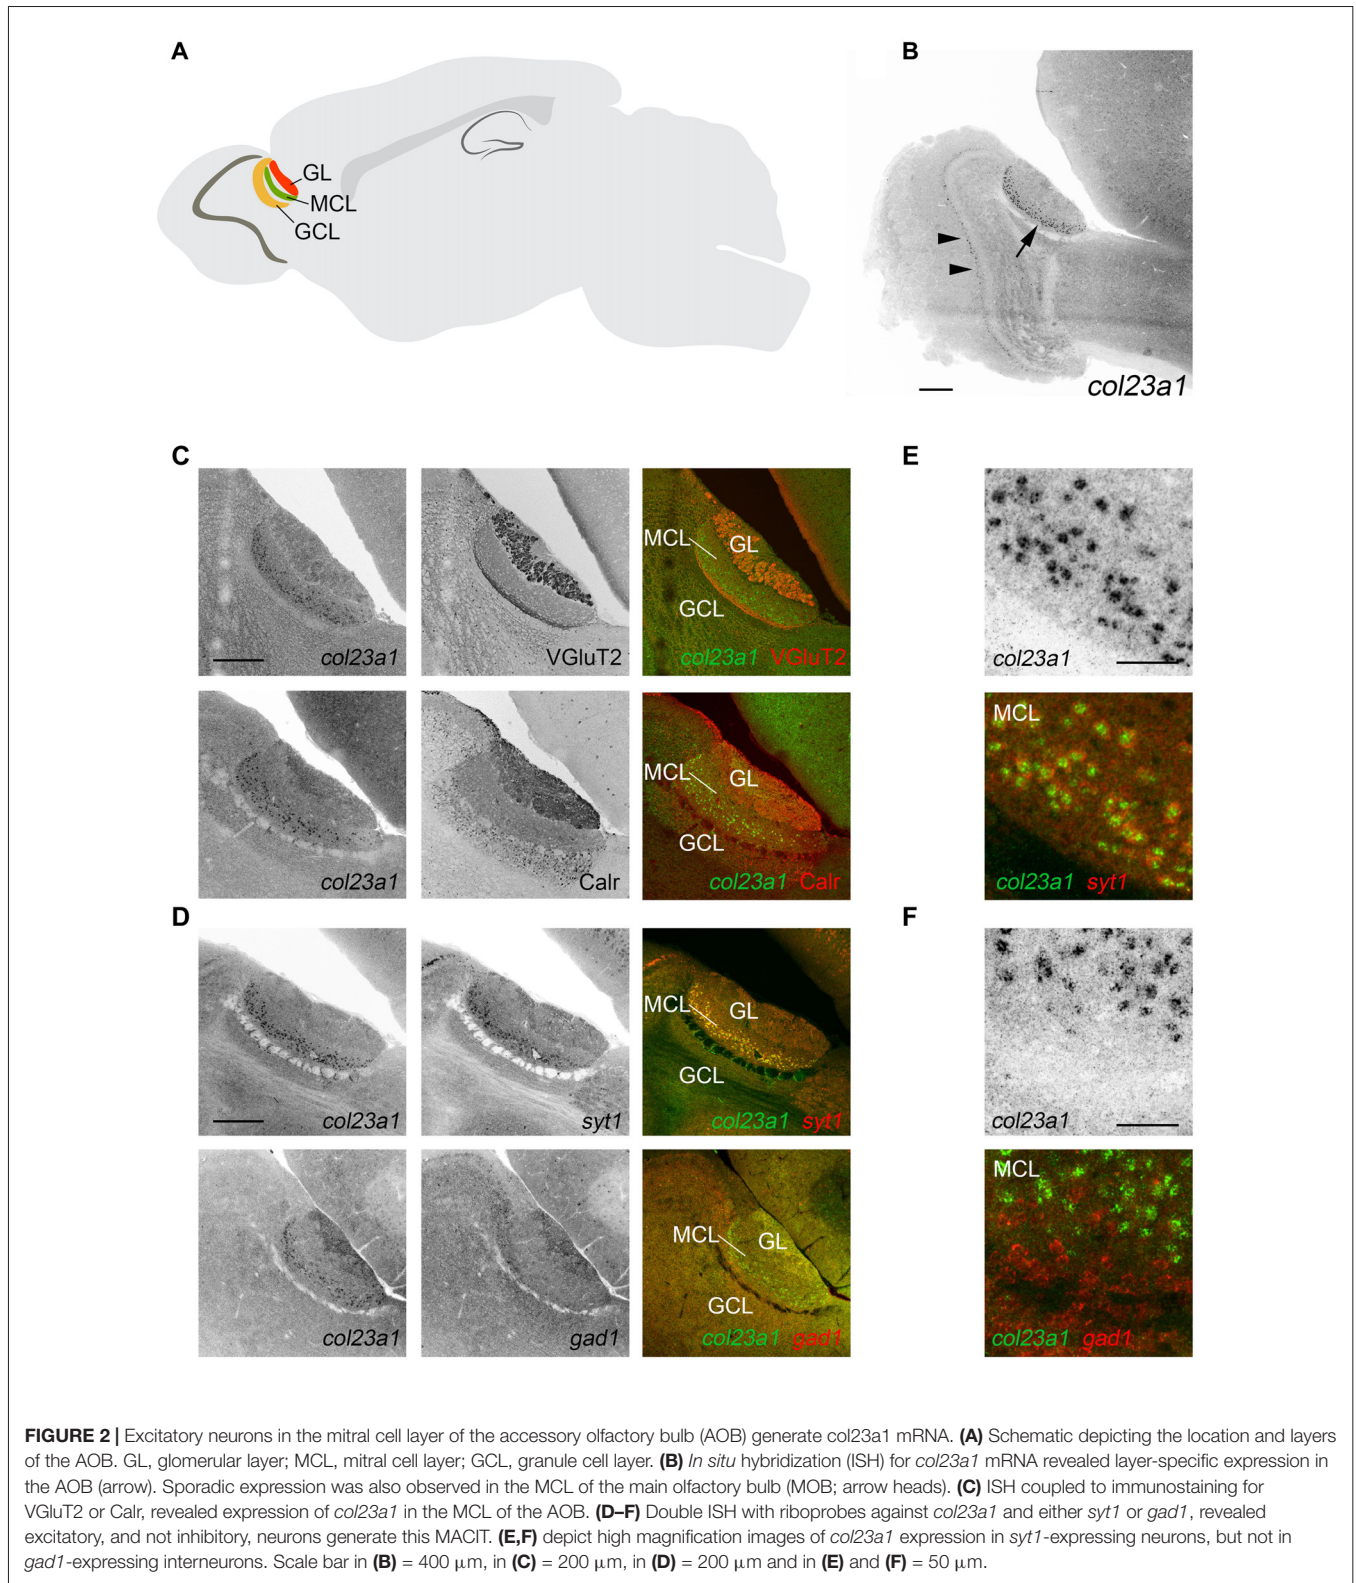 A
GL
MCL
GCL
B
col23a1
C
col23a1
VGluT2
MCL
GL
GCL
col23a1 VGluT2
col23a1
Calr
MCL
GL
GCL
col23a1 Calr
E
col23a1
MCL
col23a1 syt1
D
col23a1
syt1
MCL
GL
GCL
col23a1 syt1
col23a1
gad1
MCL
GL
GCL
col23a1 gad1
F
col23a1
MCL
col23a1 gad1
FIGURE 2 | Excitatory neurons in the mitral cell layer of the accessory olfactory bulb (AOB) generate col23a1 mRNA. (A) Schematic depicting the location and layers
of the AOB. GL, glomerular layer; MCL, mitral cell layer; GCL, granule cell layer. (B) In situ hybridization (ISH) for col23a1 mRNA revealed layer-specific expression in
the AOB (arrow). Sporadic expression was also observed in the MCL of the main olfactory bulb (MOB; arrow heads). (C) ISH coupled to immunostaining for
VGluT2 or Calr, revealed expression of col23a1 in the MCL of the AOB. (D–F) Double ISH with riboprobes against col23a1 and either syt1 or gad1, revealed
excitatory, and not inhibitory, neurons generate this MACIT. (E,F) depict high magnification images of col23a1 expression in syt1-expressing neurons, but not in
gad1-expressing interneurons. Scale bar in (B) = 400 μm, in (C) = 200 μm, in (D) = 200 μm and in (E) and (F) = 50 μm.